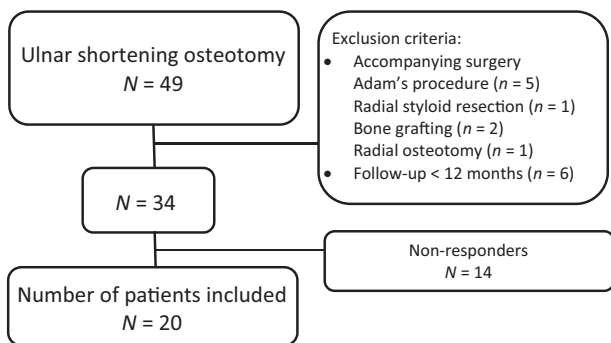 Ulnar shortening osteotomy
N = 49
Exclusion criteria:
• Accompanying surgery
Adam's procedure (n = 5)
Radial styloid resection (n = 1)
Bone grafting (n = 2)
Radial osteotomy (n = 1)
• Follow-up < 12 months (n = 6)
N = 34
Non-responders
N = 14
Number of patients included
N = 20